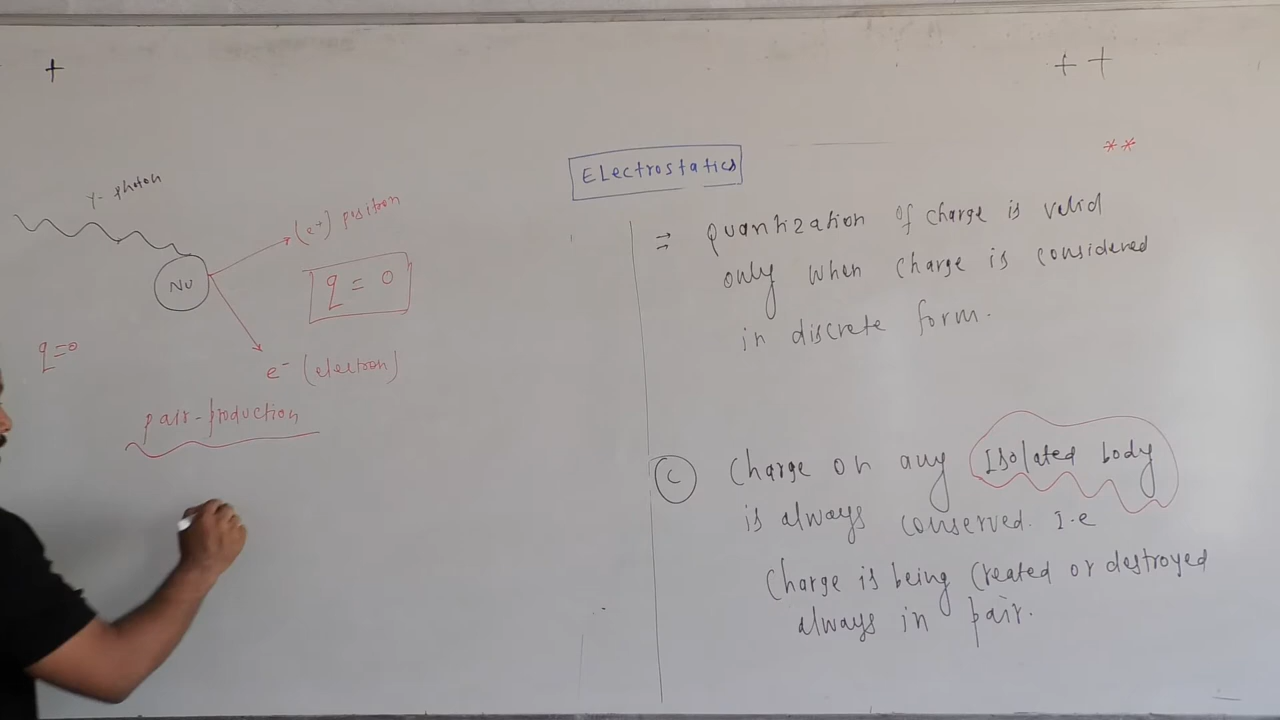 +
++
**
Electrostatics
γ- photon
(e+) positron
NU
q = 0
q=0
e- (electron)
pair-production
⇒ Quantization of charge is valid
only when charge is considered
in discrete form.
(C) Charge on any Isolated body
is always conserved. I.e
Charge is being Created or destroyed
always in pair.